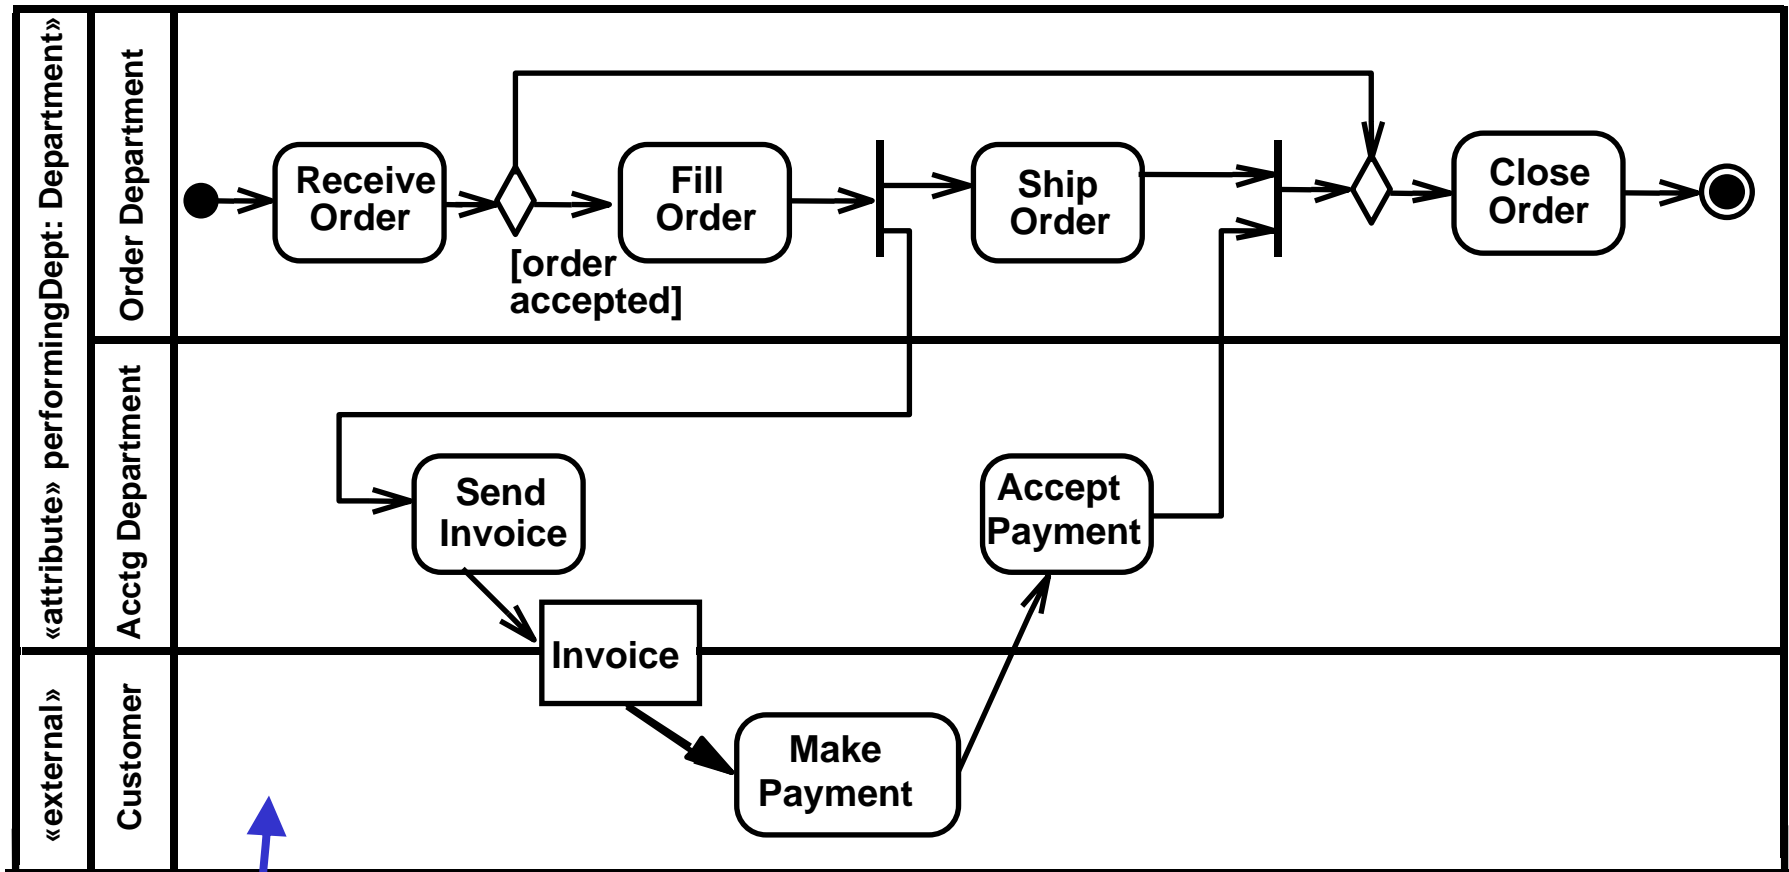 «attribute» performingDept: Department»
Order Department
Receive
Order
[order
accepted]
Fill
Order
Ship
Order
Close
Order
Acctg Department
Send
Invoice
Accept
Payment
Invoice
«external»
Customer
Make
Payment